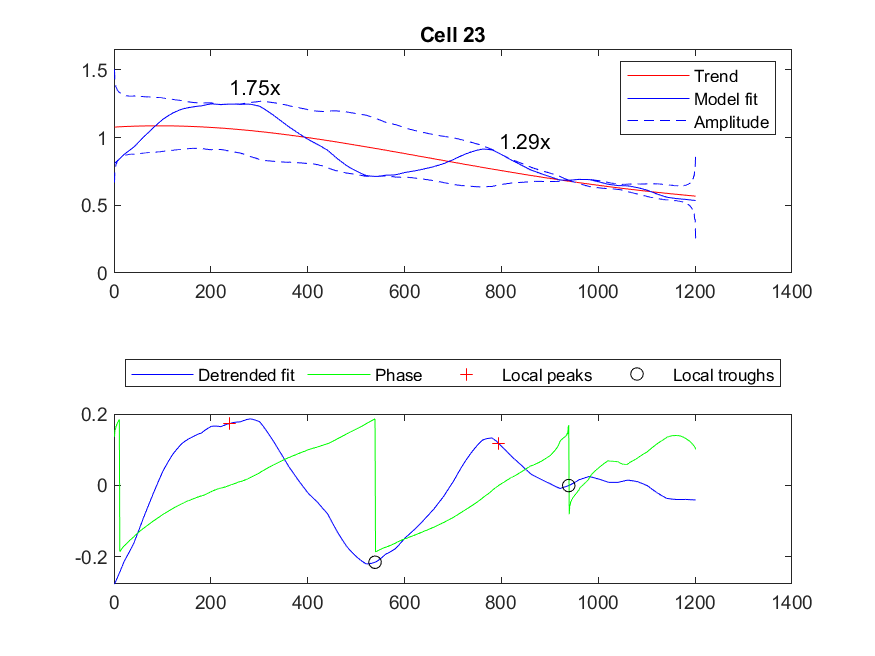 Cell 23
1.5
1
0.5
0
1.75x
1.29x
Trend
Model fit
Amplitude
0 200 400 600 800 1000 1200 1400
Detrended fit Phase Local peaks Local troughs
0.2
0
-0.2
0 200 400 600 800 1000 1200 1400